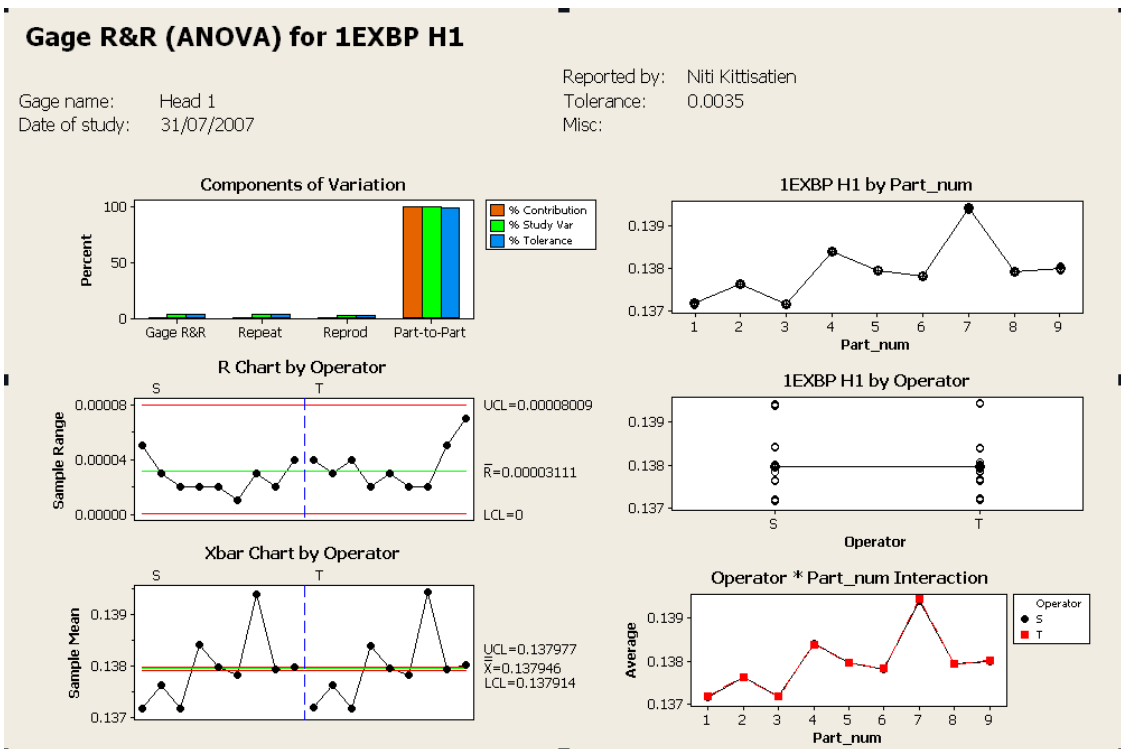 Gage R&R (ANOVA) for 1EXBP H1
Gage name: Head 1
Date of study: 31/07/2007
Reported by: Niti Kittisatien
Tolerance: 0.0035
Misc:
Components of Variation
Percent
100
50
0
Gage R&R Repeat Reprod Part-to-Part
% Contribution
% Study Var
% Tolerance
1EXBP H1 by Part_num
0.139
0.138
0.137
1 2 3 4 5 6 7 8 9
Part_num
R Chart by Operator
S T
Sample Range
0.00008
0.00004
0.00000
UCL=0.00008009
R=0.00003111
LCL=0
1EXBP H1 by Operator
0.139
0.138
0.137
S T
Operator
Xbar Chart by Operator
S T
Sample Mean
0.139
0.138
0.137
UCL=0.137977
X=0.137946
LCL=0.137914
Operator * Part_num Interaction
Average
0.139
0.138
0.137
1 2 3 4 5 6 7 8 9
Part_num
Operator
S
T